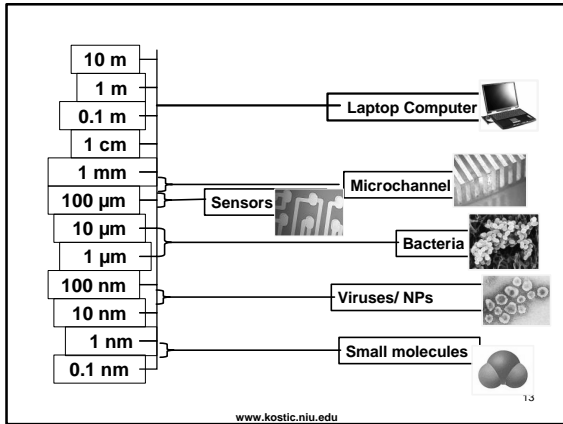 10 m
1 m
0.1 m
1 cm
1 mm
100 µm
10 µm
1 µm
100 nm
10 nm
1 nm
0.1 nm
Laptop Computer
Microchannel
Sensors
Bacteria
Viruses/ NPs
Small molecules
13
www.kostic.niu.edu